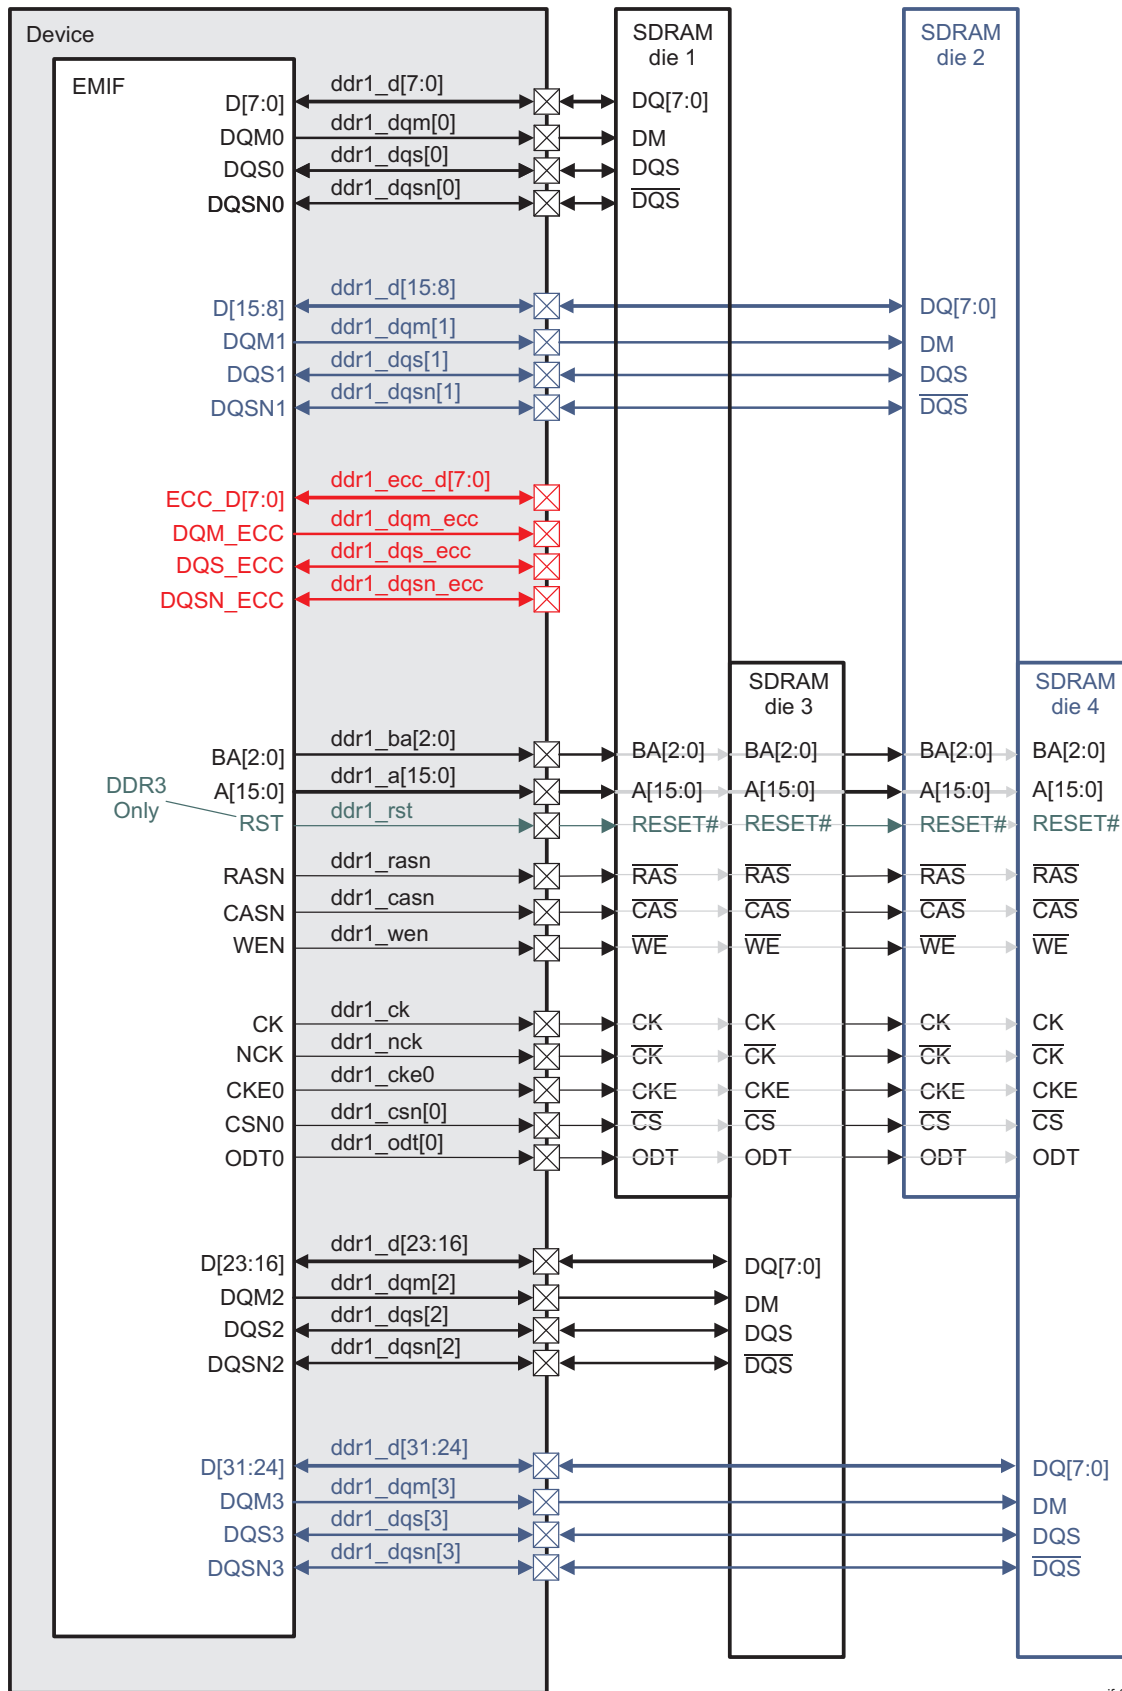 Device
SDRAM
die 1
SDRAM
die 2
EMIF
D[7:0] ddr1_d[7:0] DQ[7:0]
DQM0 ddr1_dqm[0] DM
DQS0 ddr1_dqs[0] DQS
DQSN0 ddr1_dqsn[0] DQS
D[15:8] ddr1_d[15:8] DQ[7:0]
DQM1 ddr1_dqm[1] DM
DQS1 ddr1_dqs[1] DQS
DQSN1 ddr1_dqsn[1] DQS
ECC_D[7:0] ddr1_ecc_d[7:0]
DQM_ECC ddr1_dqm_ecc
DQS_ECC ddr1_dqs_ecc
DQSN_ECC ddr1_dqsn_ecc
SDRAM
die 3
SDRAM
die 4
BA[2:0] ddr1_ba[2:0] BA[2:0] BA[2:0] BA[2:0] BA[2:0]
A[15:0] ddr1_a[15:0] A[15:0] A[15:0] A[15:0] A[15:0]
DDR3
Only
RST ddr1_rst RESET# RESET# RESET# RESET#
RASN ddr1_rasn RAS RAS RAS RAS
CASN ddr1_casn CAS CAS CAS CAS
WEN ddr1_wen WE WE WE WE
CK ddr1_ck CK CK CK CK
NCK ddr1_nck CK CK CK CK
CKE0 ddr1_cke0 CKE CKE CKE CKE
CSN0 ddr1_csn[0] CS CS CS CS
ODT0 ddr1_odt[0] ODT ODT ODT ODT
D[23:16] ddr1_d[23:16] DQ[7:0]
DQM2 ddr1_dqm[2] DM
DQS2 ddr1_dqs[2] DQS
DQSN2 ddr1_dqsn[2] DQS
D[31:24] ddr1_d[31:24] DQ[7:0]
DQM3 ddr1_dqm[3] DM
DQS3 ddr1_dqs[3] DQS
DQSN3 ddr1_dqsn[3] DQS